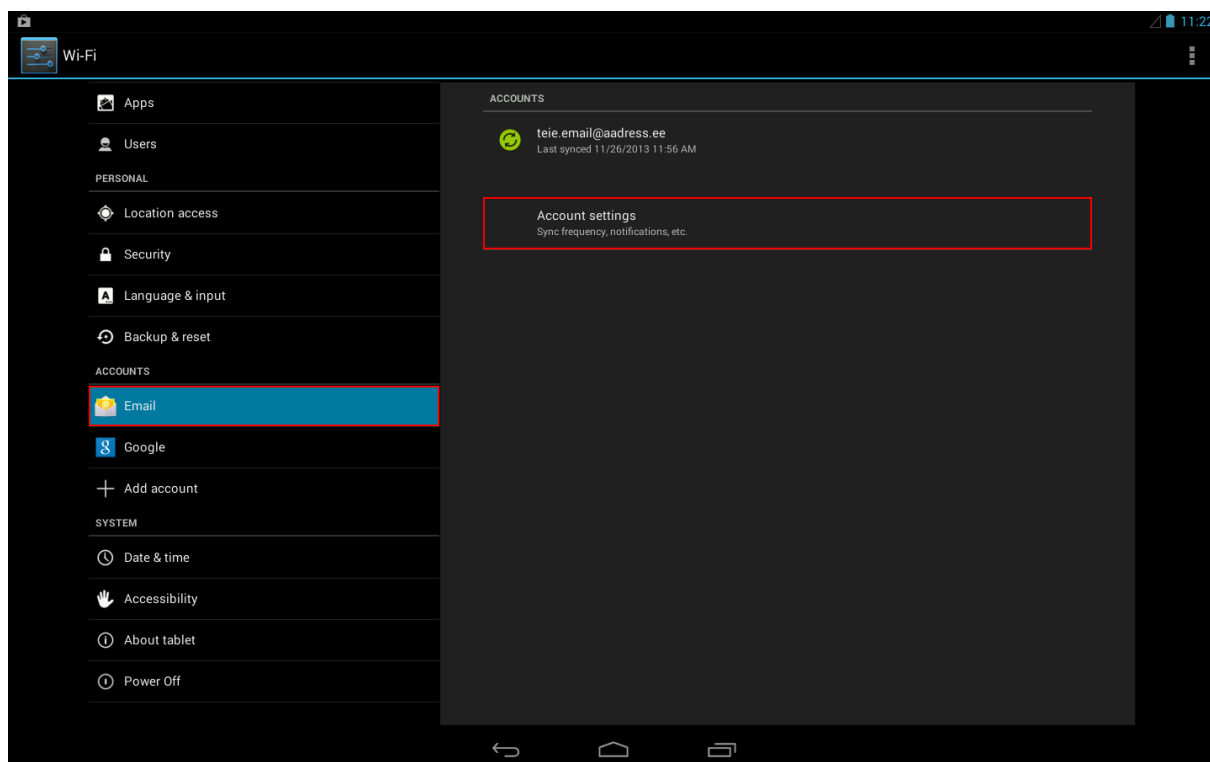 11:22
Wi-Fi
Apps
Users
PERSONAL
Location access
Security
Language & input
Backup & reset
ACCOUNTS
Email
Google
Add account
SYSTEM
Date & time
Accessibility
About tablet
Power Off
ACCOUNTS
teie.email@aadress.ee
Last synced 11/26/2013 11:56 AM
Account settings
Sync frequency, notifications, etc.